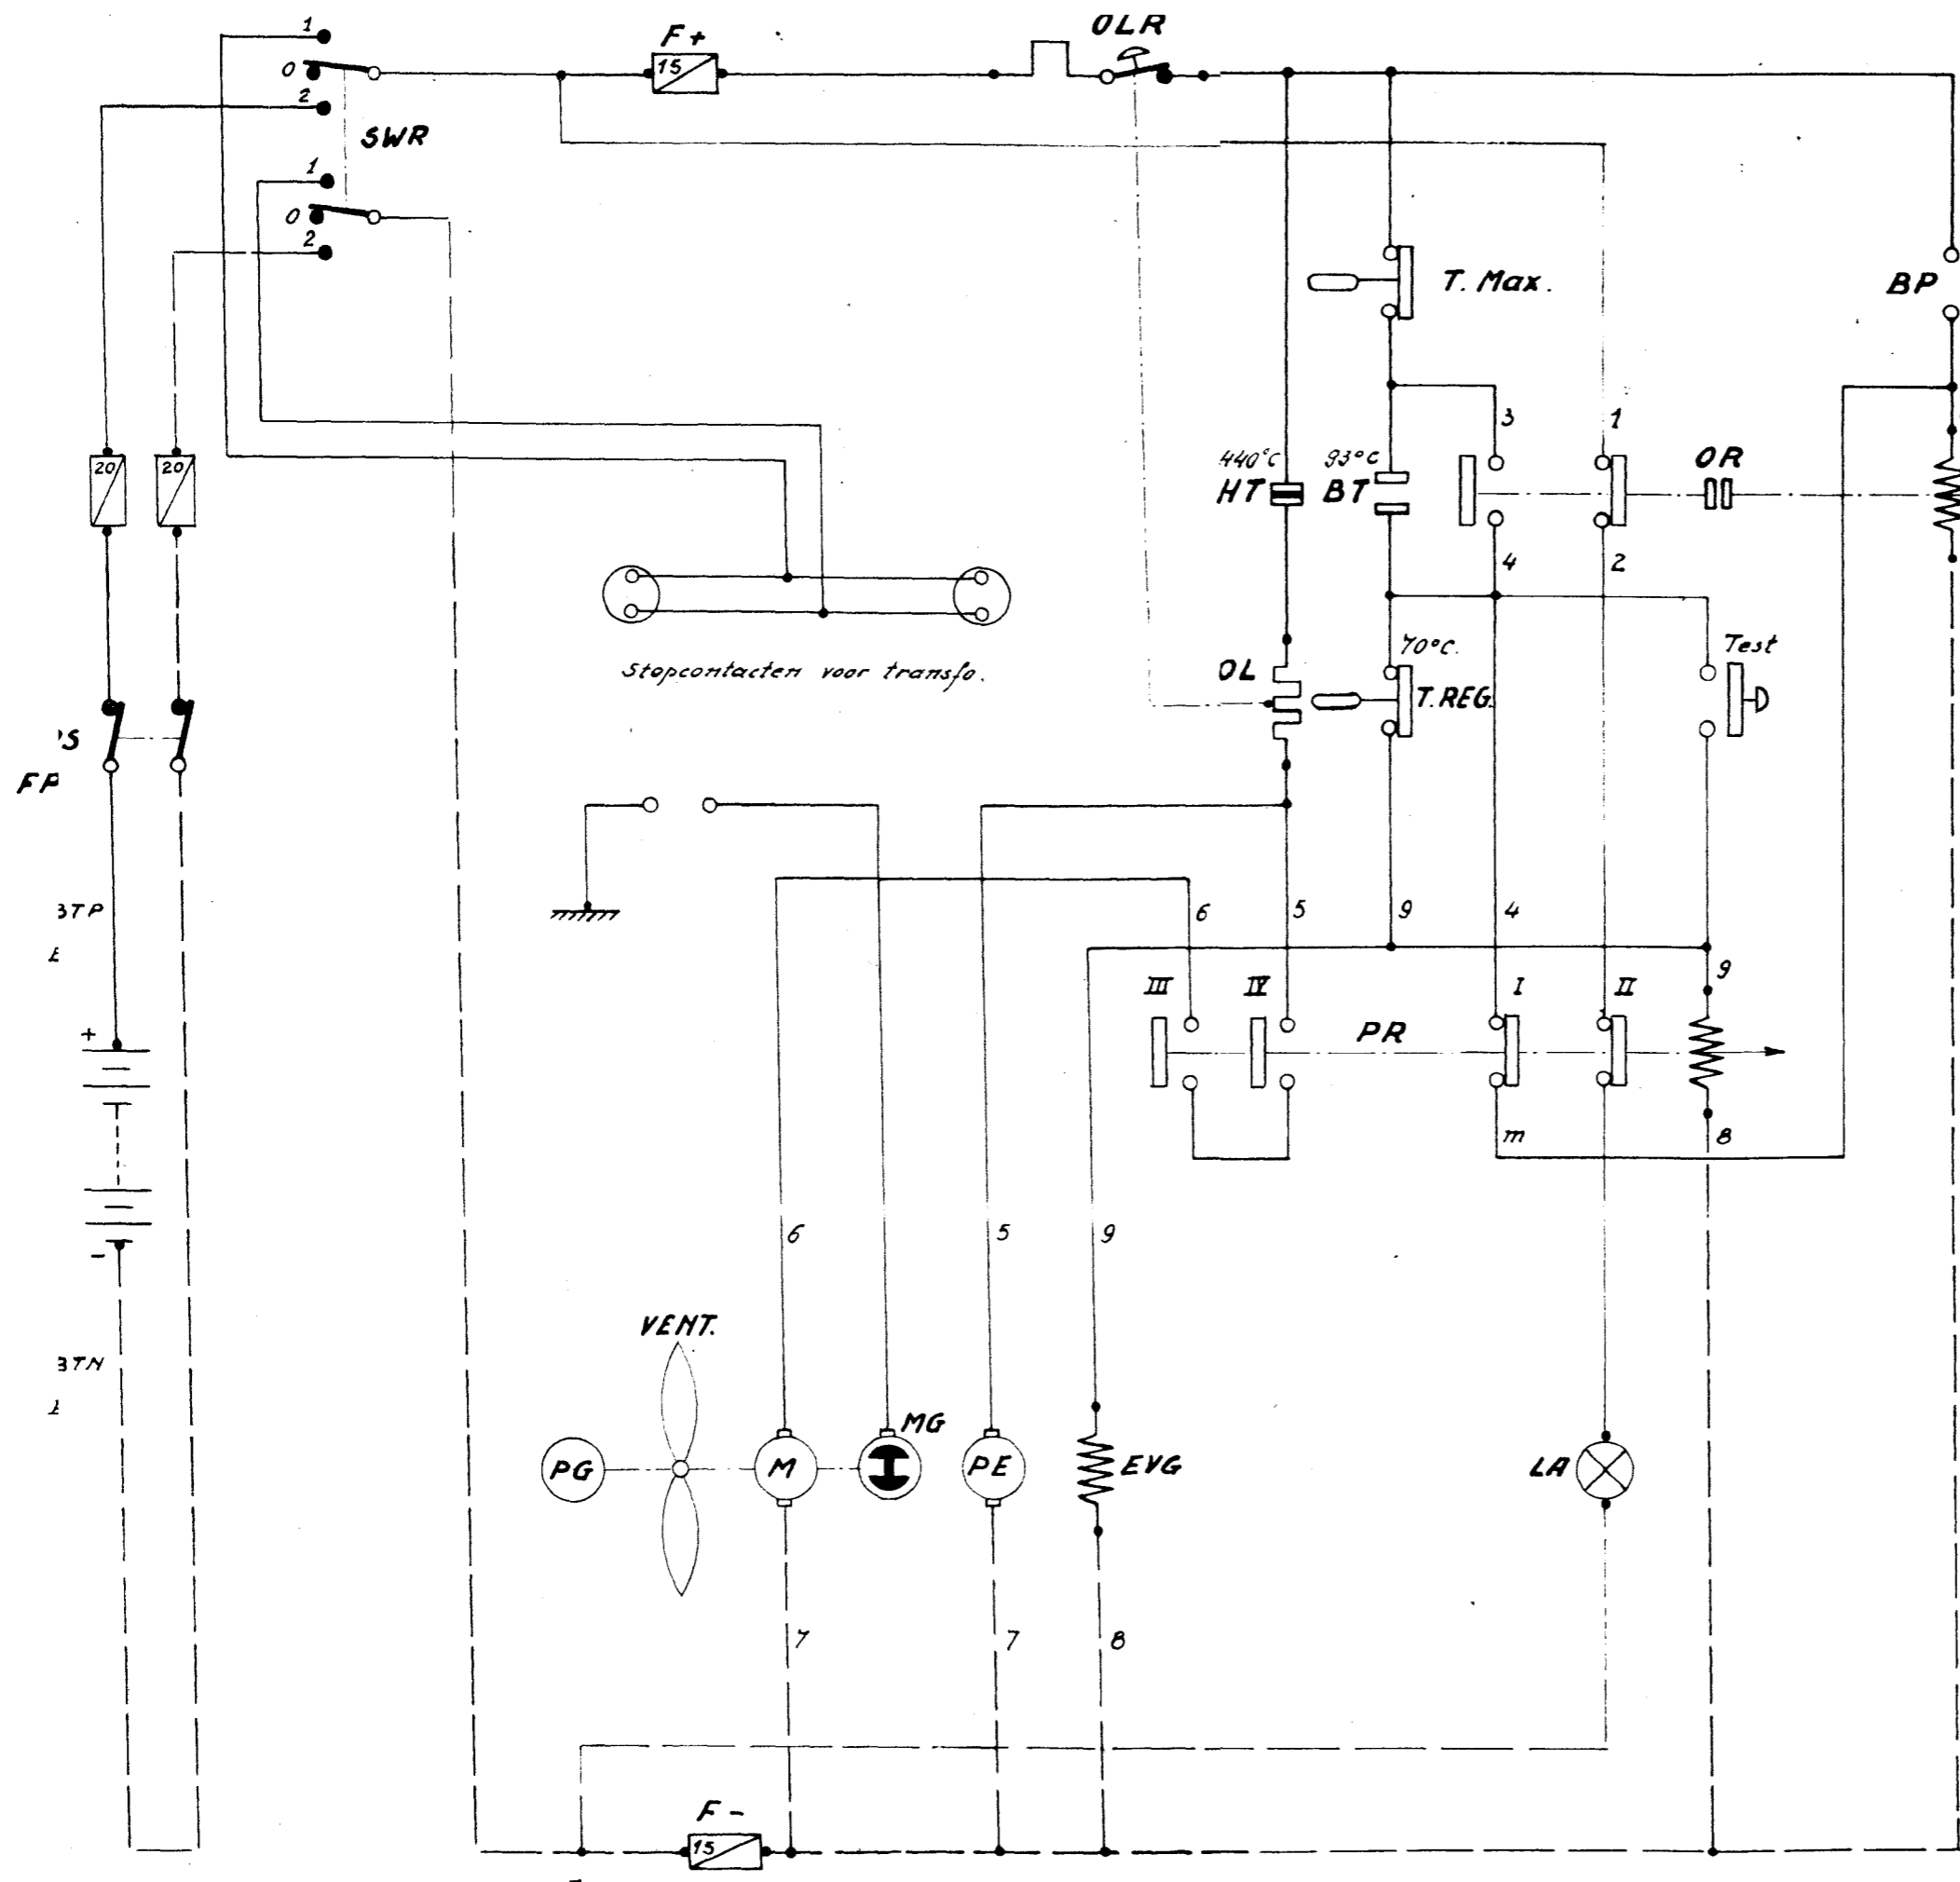 1
0
2
SWR
1
0
2
F+
15
OLR
T. Max.
BP
20
20
440°C
HT
93°C
BT
3
1
OR
4
2
Stopcontacten voor transfo.
OL
70°C.
T.REG.
Test
FP
6
5
9
4
9
III
IV
PR
I
II
m
8
+
-
6
5
9
VENT.
PG
M
MG
PE
EVG
LA
7
7
8
F -
15